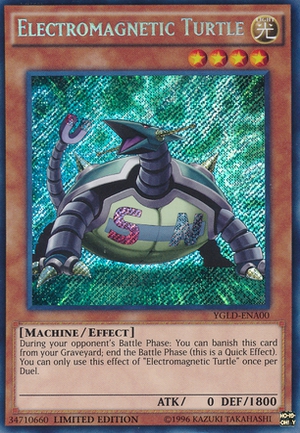 ELECTROMAGNETIC TURTLE
LIGHT
光
S N
YGLD-ENA00
[MACHINE / EFFECT]
During your opponent's Battle Phase: You can banish this
card from your Graveyard; end the Battle Phase (this is a Quick Effect).
You can only use this effect of "Electromagnetic Turtle" once per
Duel.
ATK/ 0 DEF/1800
34710660 LIMITED EDITION ©1996 KAZUKI TAKAHASHI